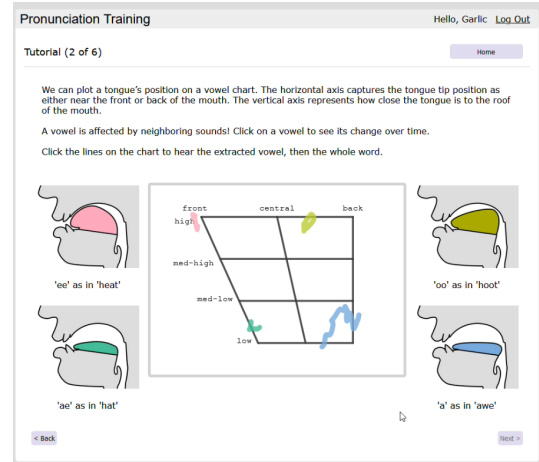 Pronunciation Training
Hello, Garlic Log Out
Tutorial (2 of 6)
Home
We can plot a tongue's position on a vowel chart. The horizontal axis captures the tongue tip position as
either near the front or back of the mouth. The vertical axis represents how close the tongue is to the roof
of the mouth.
A vowel is affected by neighboring sounds! Click on a vowel to see its change over time.
Click the lines on the chart to hear the extracted vowel, then the whole word.
front central back
high
med-high
med-low
low
'ee' as in 'heat'
'oo' as in 'hoot'
'ae' as in 'hat'
'a' as in 'awe'
< Back
Next >